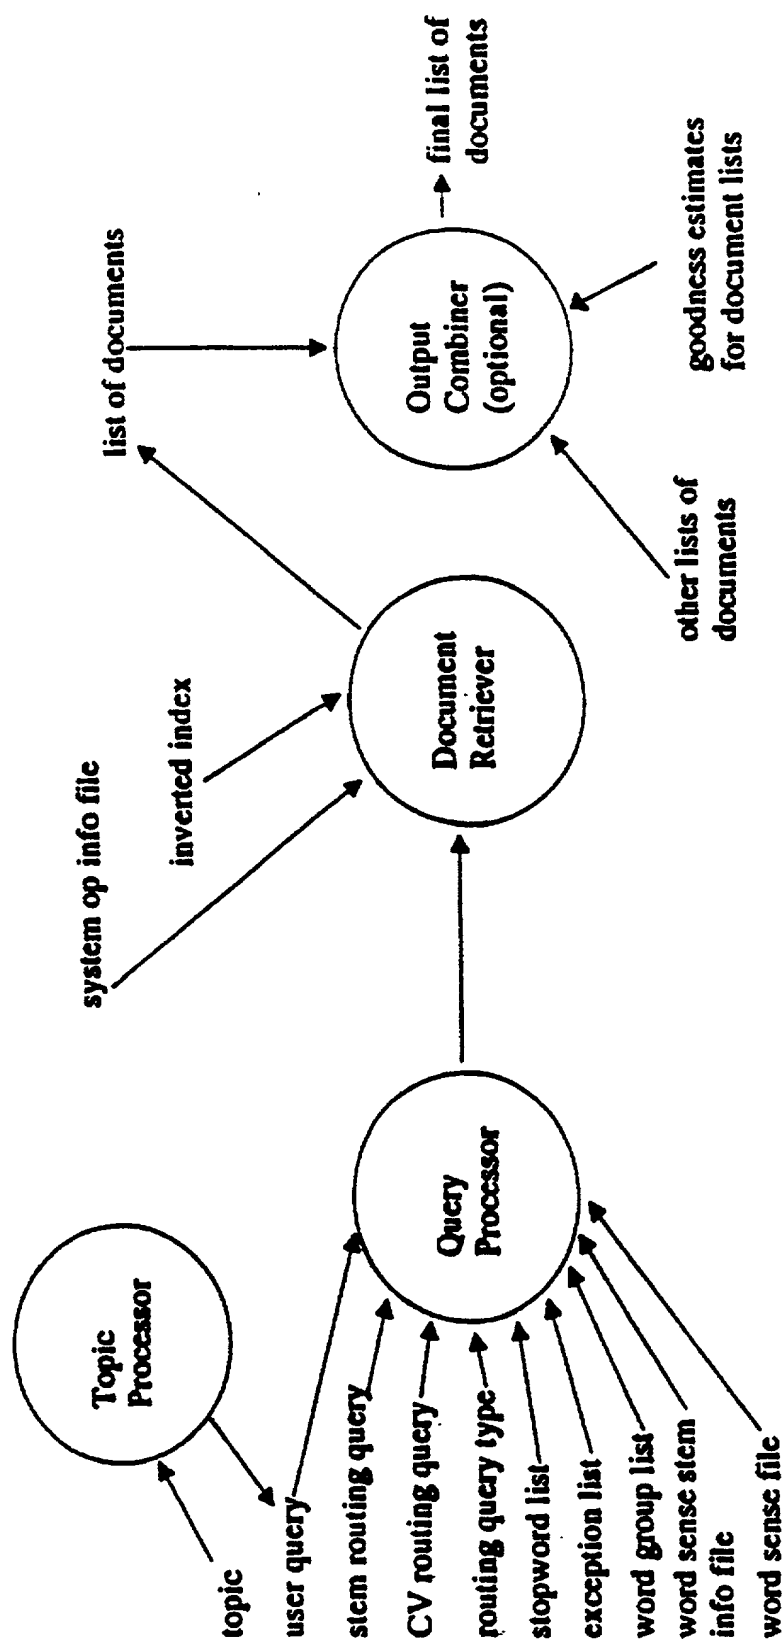 topic
Topic
Processor
user query
stem routing query
CV routing query
routing query type
stopword list
exception list
word group list
word sense stem
info file
word sense file
Query
Processor
system op info file
inverted index
Document
Retriever
list of documents
other lists of
documents
Output
Combiner
(optional)
goodness estimates
for document lists
final list of
documents